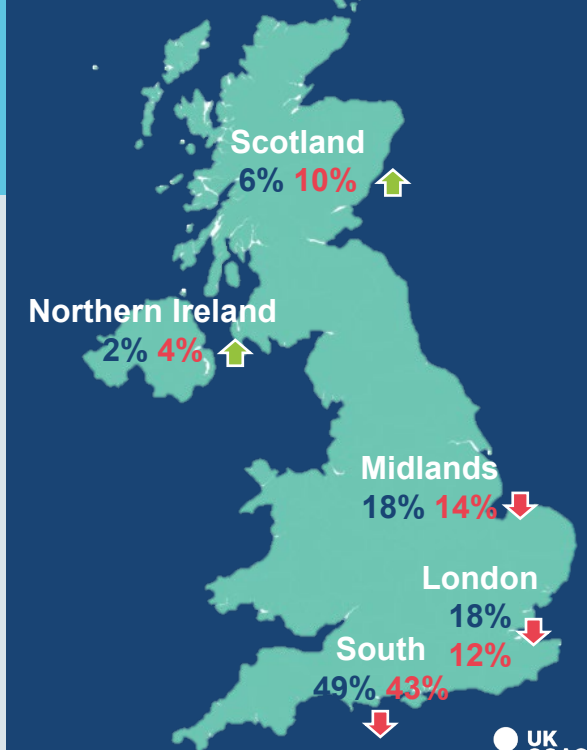 Scotland
6% 10%
Northern Ireland
2% 4%
Midlands
18% 14%
London
18%
12%
South
49% 43%
UK